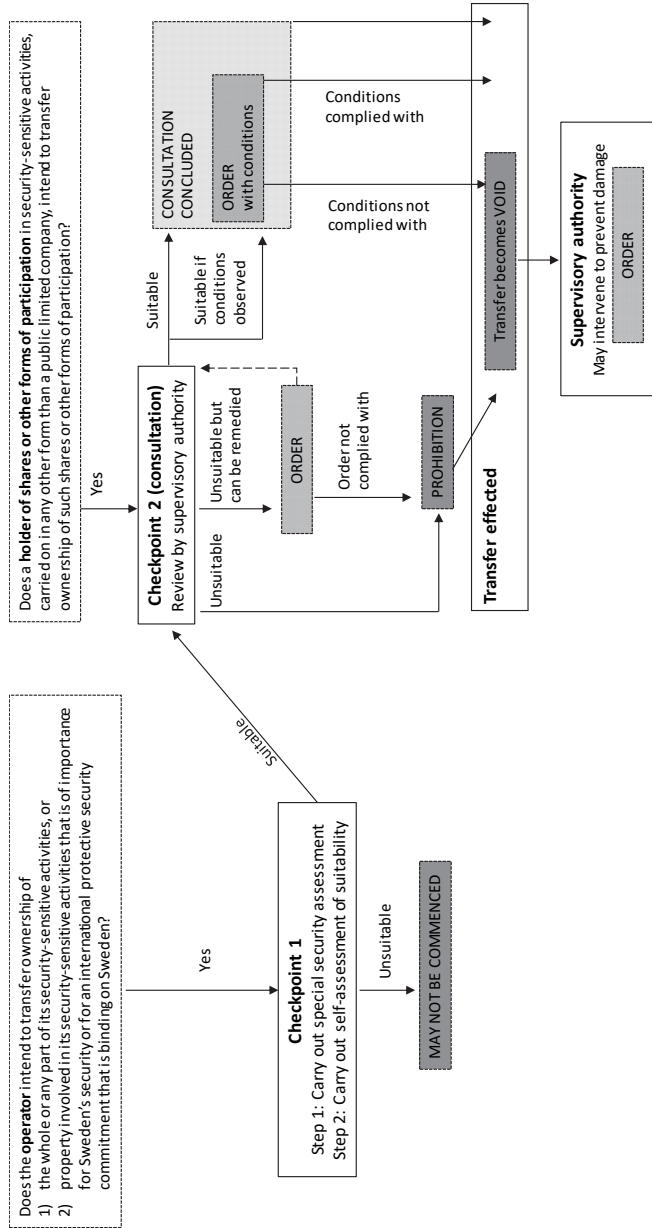 Does the operator intend to transfer ownership of
1) the whole or any part of its security-sensitive activities, or
2) property involved in its security-sensitive activities that is of importance
for Sweden's security or for an international protective security
commitment that is binding on Sweden?
Yes
Checkpoint 1
Step 1: Carry out special security assessment
Step 2: Carry out self-assessment of suitability
Unsuitable
MAY NOT BE COMMENCED
Suitable
Does a holder of shares or other forms of participation in security-sensitive activities,
carried on in any other form than a public limited company, intend to transfer
ownership of such shares or other forms of participation?
Yes
Checkpoint 2 (consultation)
Review by supervisory authority
Unsuitable
Unsuitable but
can be remedied
ORDER
Order not
complied with
PROHIBITION
Suitable
Suitable if
conditions
observed
CONSULTATION
CONCLUDED
ORDER
with conditions
Conditions not
complied with
Conditions
complied with
Transfer effected
Transfer becomes VOID
Supervisory authority
May intervene to prevent damage
ORDER